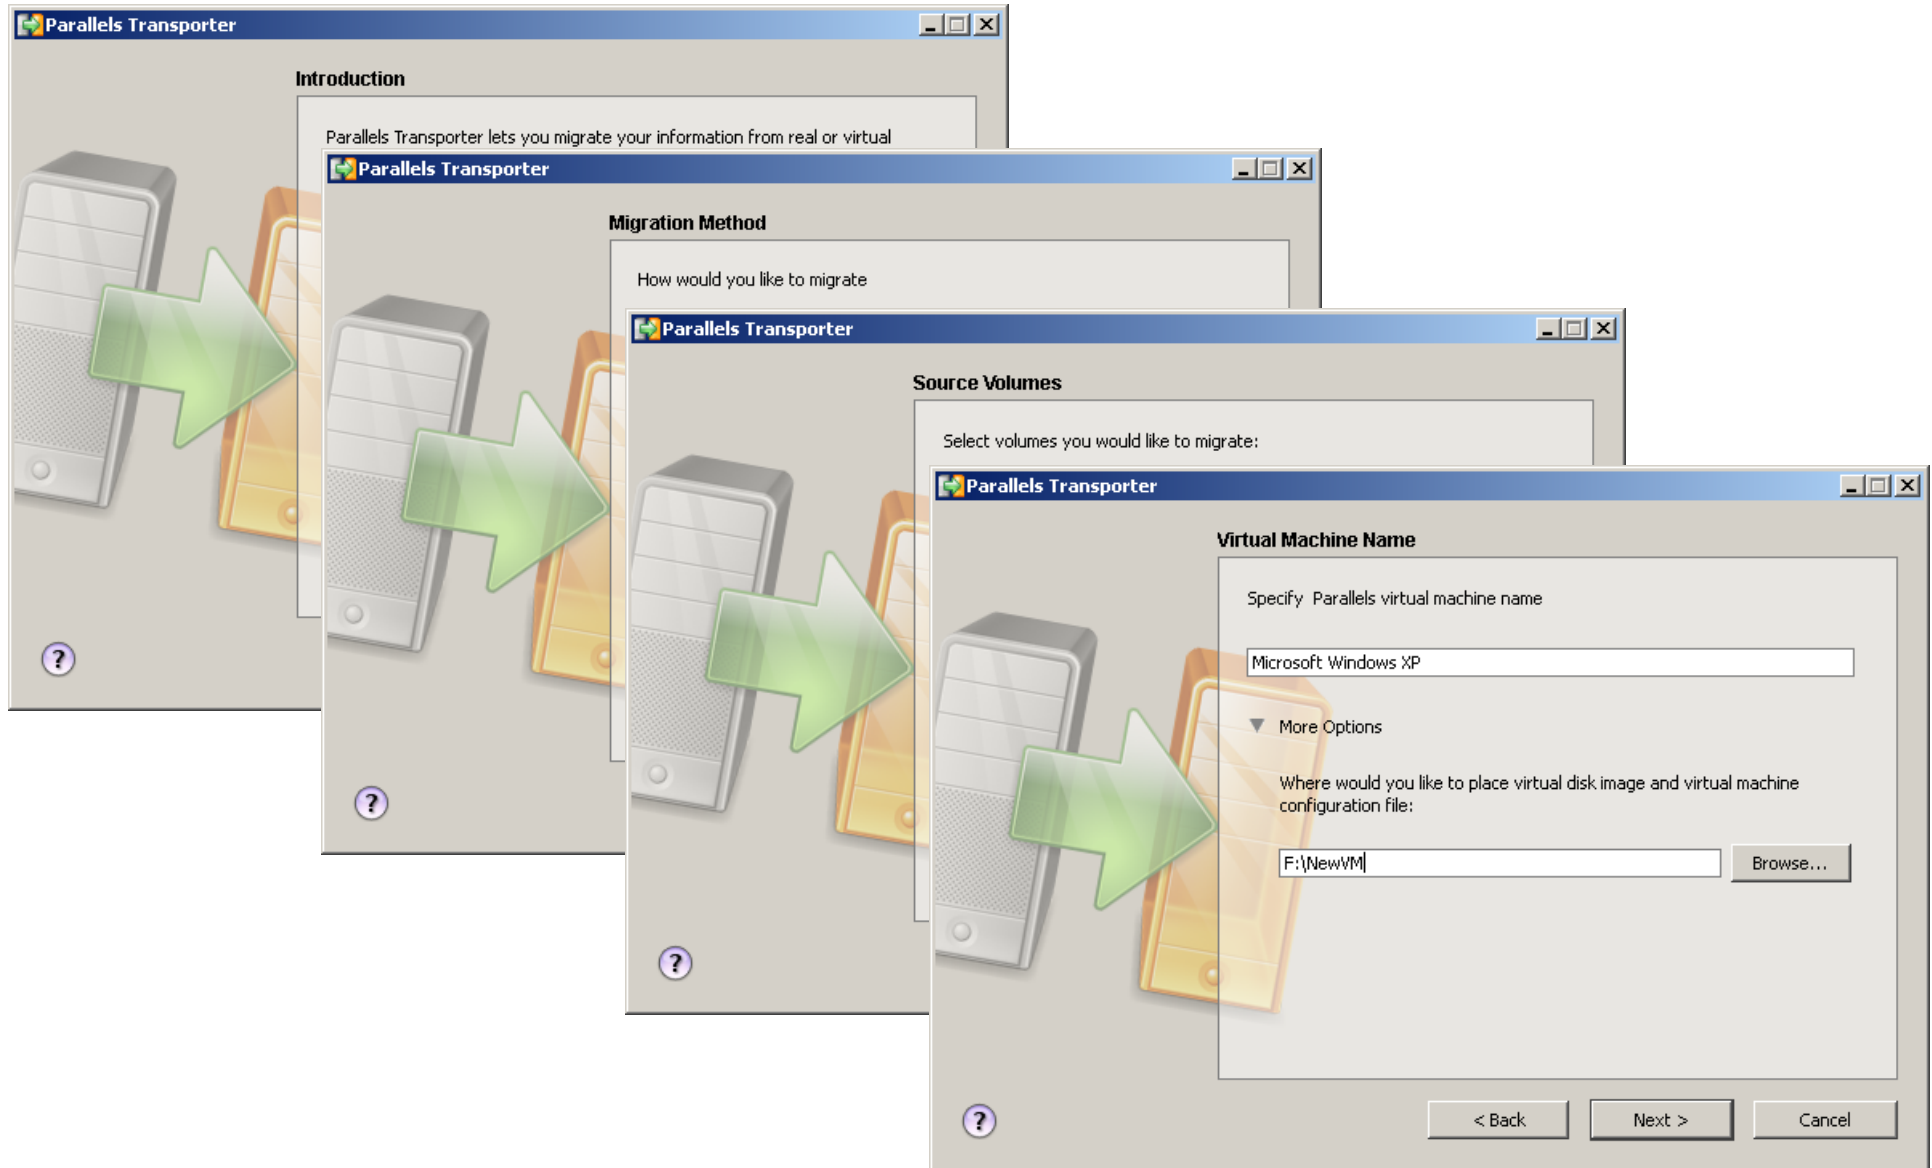 Parallels Transporter
Introduction
Parallels Transporter lets you migrate your information from real or virtual
?
Parallels Transporter
Migration Method
How would you like to migrate
?
Parallels Transporter
Source Volumes
Select volumes you would like to migrate:
?
Parallels Transporter
Virtual Machine Name
Specify Parallels virtual machine name
Microsoft Windows XP
More Options
Where would you like to place virtual disk image and virtual machine
configuration file:
F:\NewVM
Browse...
?
< Back
Next >
Cancel